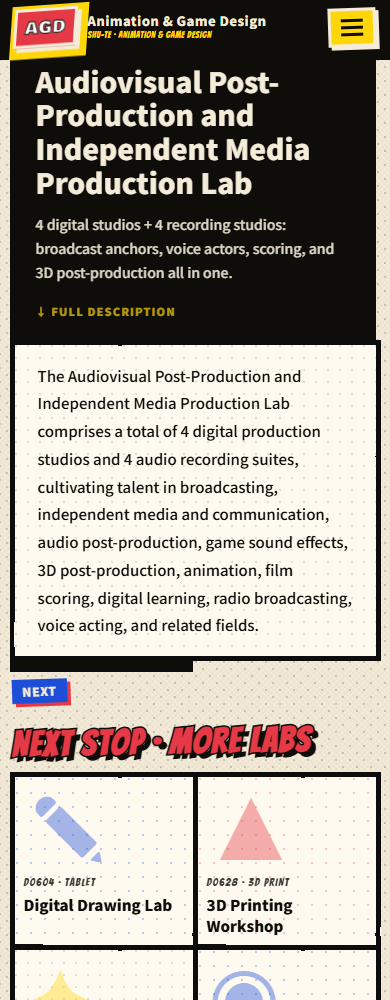 AGD
Animation & Game Design
SHU-TE · ANIMATION & GAME DESIGN
Audiovisual Post-
Production and
Independent Media
Production Lab
4 digital studios + 4 recording studios:
broadcast anchors, voice actors, scoring, and
3D post-production all in one.
↓ FULL DESCRIPTION
The Audiovisual Post-Production and
Independent Media Production Lab
comprises a total of 4 digital production
studios and 4 audio recording suites,
cultivating talent in broadcasting,
independent media and communication,
audio post-production, game sound effects,
3D post-production, animation, film
scoring, digital learning, radio broadcasting,
voice acting, and related fields.
NEXT
NEXT STOP · MORE LABS
D0604 · TABLET
Digital Drawing Lab
D0628 · 3D PRINT
3D Printing
Workshop